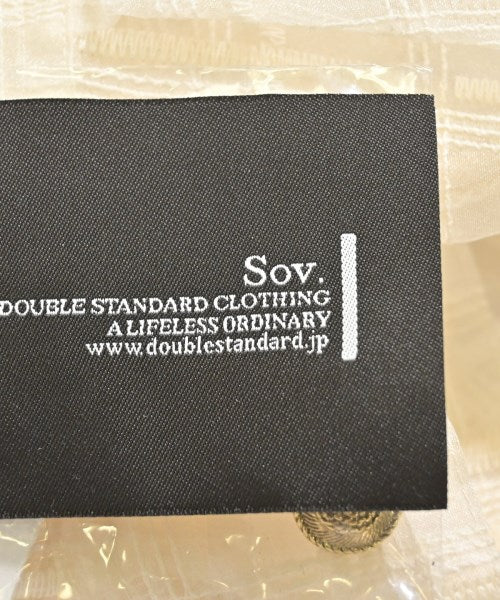 Sov.
DOUBLE STANDARD CLOTHING
A LIFELESS ORDINARY
www.doublestandard.jp